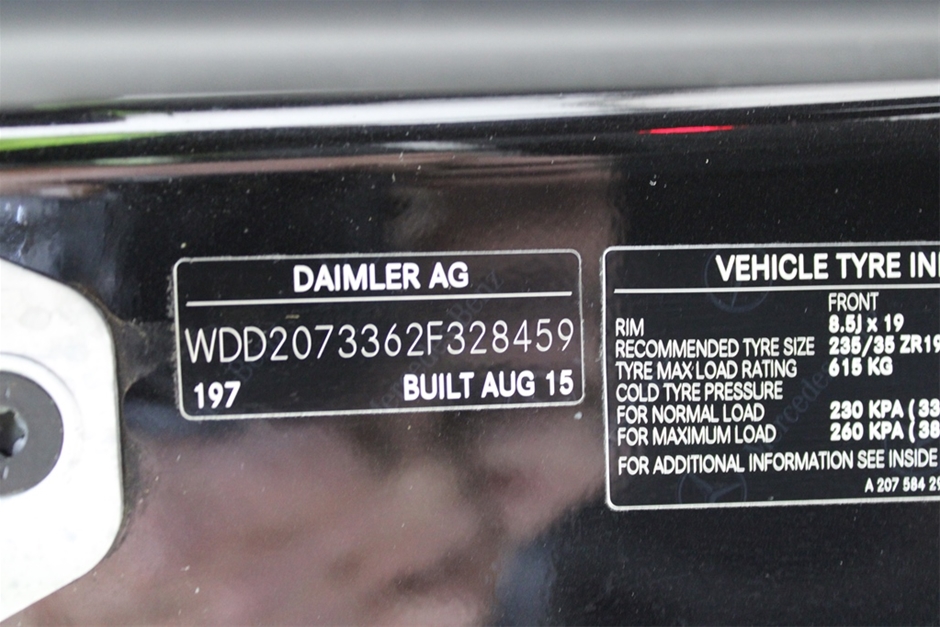 DAIMLER AG
WDD2073362F328459
197 BUILT AUG 15
VEHICLE TYRE IN
FRONT
RIM 8.5J x 19
RECOMMENDED TYRE SIZE 235/35 ZR19
TYRE MAX LOAD RATING 615 KG
COLD TYRE PRESSURE
FOR NORMAL LOAD 230 KPA (33
FOR MAXIMUM LOAD 260 KPA (38
FOR ADDITIONAL INFORMATION SEE INSIDE
A 207 584 29